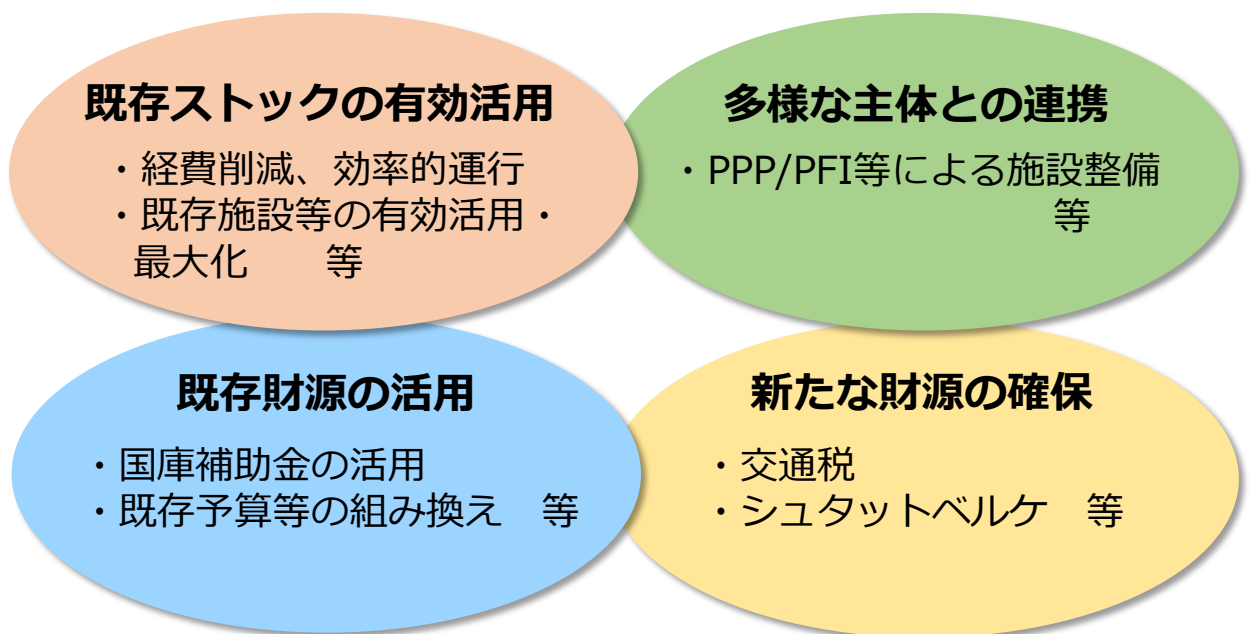 既存ストックの有効活用
・経費削減、効率的運行
・既存施設等の有効活用・
最大化　　等
多様な主体との連携
・PPP/PFI等による施設整備
等
既存財源の活用
・国庫補助金の活用
・既存予算等の組み換え　等
新たな財源の確保
・交通税
・シュタットベルケ　等